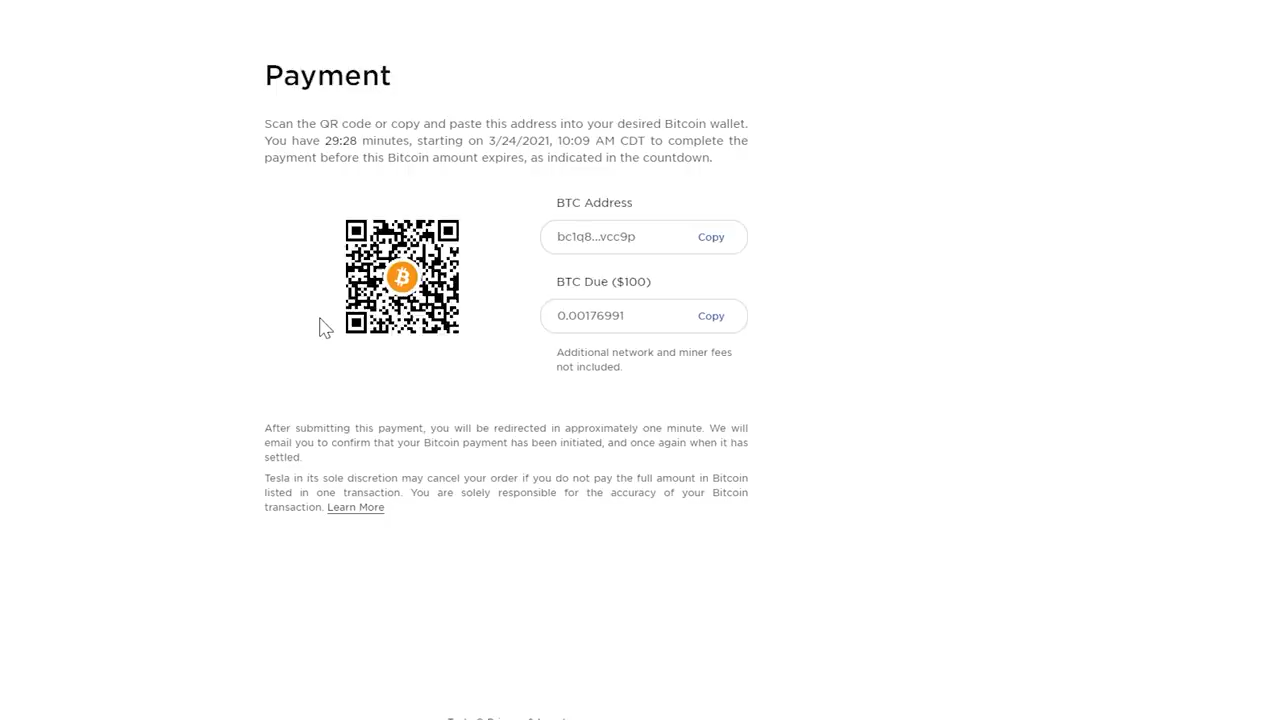 Payment
Scan the QR code or copy and paste this address into your desired Bitcoin wallet.
You have 29:28 minutes, starting on 3/24/2021, 10:09 AM CDT to complete the
payment before this Bitcoin amount expires, as indicated in the countdown.
BTC Address
bc1q8...vcc9p Copy
BTC Due ($100)
0.00176991 Copy
Additional network and miner fees
not included.
After submitting this payment, you will be redirected in approximately one minute. We will
email you to confirm that your Bitcoin payment has been initiated, and once again when it has
settled.
Tesla in its sole discretion may cancel your order if you do not pay the full amount in Bitcoin
listed in one transaction. You are solely responsible for the accuracy of your Bitcoin
transaction. Learn More